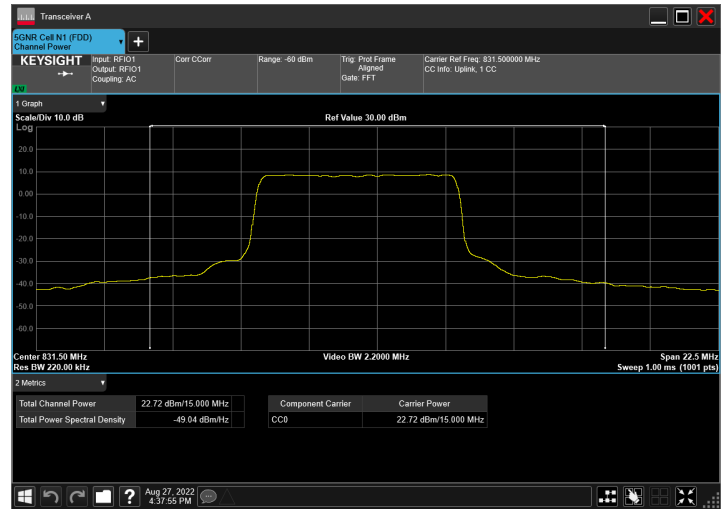 Transceiver A
5GNR Cell N1 (FDD)
Channel Power
KEYSIGHT
LXI
Input: RFIO1
Output: RFIO1
Coupling: AC
Corr CCorr
Range: -60 dBm
Trig: Prot Frame
Aligned
Gate: FFT
Carrier Ref Freq: 831.500000 MHz
CC Info: Uplink, 1 CC
1 Graph
Scale/Div 10.0 dB
Ref Value 30.00 dBm
Log
20.0
10.0
0.00
-10.0
-20.0
-30.0
-40.0
-50.0
-60.0
Center 831.50 MHz
Video BW 2.2000 MHz
Span 22.5 MHz
Res BW 220.00 kHz
Sweep 1.00 ms (1001 pts)
2 Metrics
Total Channel Power 22.72 dBm/15.000 MHz
Total Power Spectral Density -49.04 dBm/Hz
Component Carrier Carrier Power
CC0 22.72 dBm/15.000 MHz
?
Aug 27, 2022
4:37:55 PM